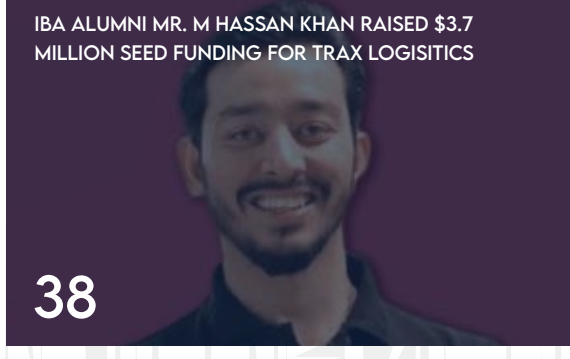 IBA ALUMNI MR. M HASSAN KHAN RAISED $3.7
MILLION SEED FUNDING FOR TRAX LOGISITICS
38